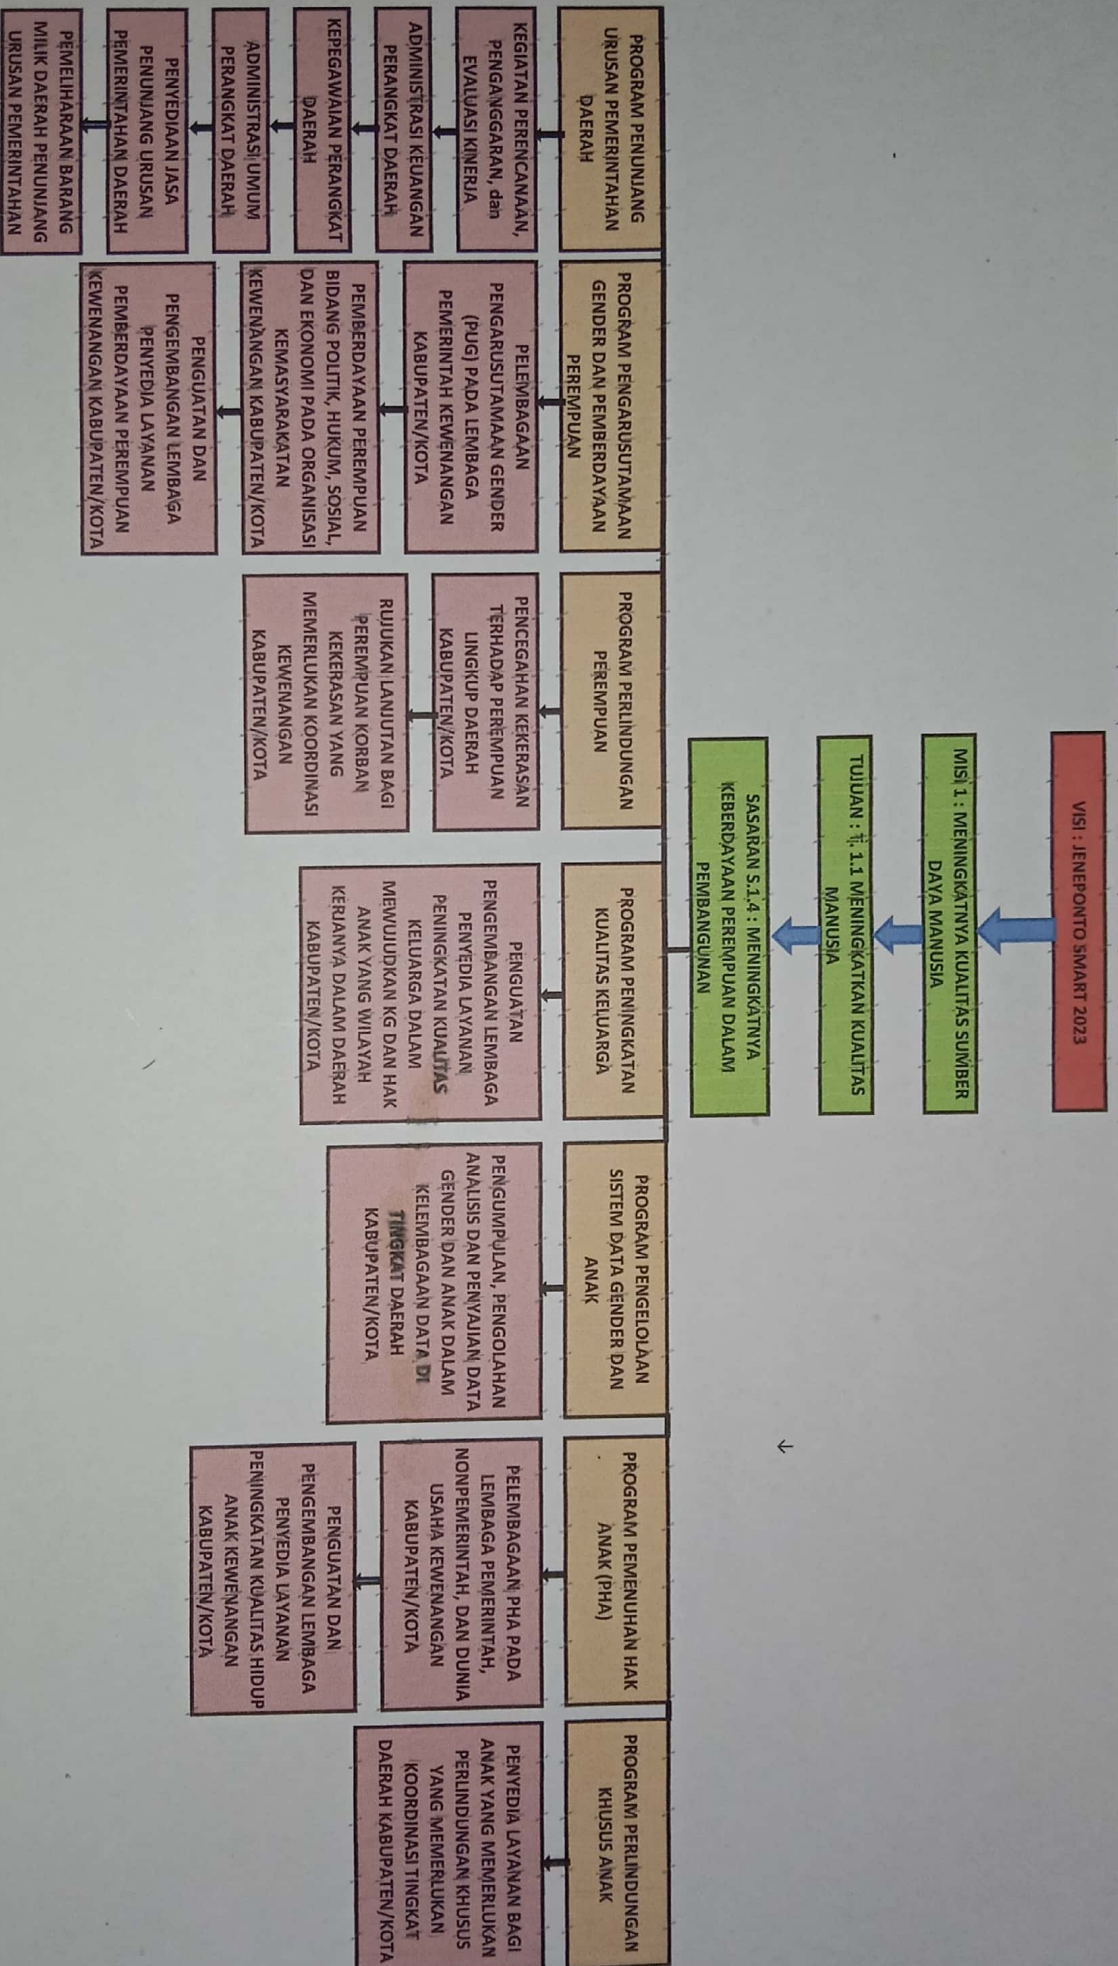 VISI : JENEPONTO SMART 2023
MISI 1 : MENINGKATNYA KUALITAS SUMBER
DAYA MANUSIA
TUJUAN : T. 1.1 MENINGKATKAN KUALITAS
MANUSIA
SASARAN S.1.4 : MENINGKATNYA
KEBERDAYAAN PEREMPUAN DALAM
PEMBANGUNAN
PROGRAM PENUNJANG
URUSAN PEMERINTAHAN
DAERAH
KEGIATAN PERENCANAAN,
PENGANGGARAN, dan
EVALUASI KINERJA
ADMINISTRASI KEUANGAN
PERANGKAT DAERAH
KEPEGAWAIAN PERANGKAT
DAERAH
ADMINISTRASI UMUM
PERANGKAT DAERAH
PENYEDIAAN JASA
PENUNJANG URUSAN
PEMERINTAHAN DAERAH
PEMELIHARAAN BARANG
MILIK DAERAH PENUNJANG
URUSAN PEMERINTAHAN
PROGRAM PENGARUSUTAMAAN
GENDER DAN PEMBERDAYAAN
PEREMPUAN
PELEMBAGAAN
PENGARUSUTAMAAN GENDER
(PUG) PADA LEMBAGA
PEMERINTAH KEWENANGAN
KABUPATEN/KOTA
PEMBERDAYAAN PEREMPUAN
BIDANG POLITIK, HUKUM, SOSIAL,
DAN EKONOMI PADA ORGANISASI
KEMASYARAKATAN
KEWENANGAN KABUPATEN/KOTA
PENGUATAN DAN
PENGEMBANGAN LEMBAGA
PENYEDIA LAYANAN
PEMBERDAYAAN PEREMPUAN
KEWENANGAN KABUPATEN/KOTA
PROGRAM PERLINDUNGAN
PEREMPUAN
PENCEGAHAN KEKERASAN
TERHADAP PEREMPUAN
LINGKUP DAERAH
KABUPATEN/KOTA
RUJUKAN LANJUTAN BAGI
PEREMPUAN KORBAN
KEKERASAN YANG
MEMERLUKAN KOORDINASI
KEWENANGAN
KABUPATEN/KOTA
PROGRAM PENINGKATAN
KUALITAS KELUARGA
PENGUATAN
PENGEMBANGAN LEMBAGA
PENYEDIA LAYANAN
PENINGKATAN KUALITAS
KELUARGA DALAM
MEWUJUDKAN KG DAN HAK
ANAK YANG WILAYAH
KERJANYA DALAM DAERAH
KABUPATEN/KOTA
PROGRAM PENGELOLAAN
SISTEM DATA GENDER DAN
ANAK
PENGUMPULAN, PENGOLAHAN
ANALISIS DAN PENYAJIAN DATA
GENDER DAN ANAK DALAM
KELEMBAGAAN DATA DI
TINGKAT DAERAH
KABUPATEN/KOTA
PROGRAM PEMENUHAN HAK
ANAK (PHA)
PELEMBAGAAN PHA PADA
LEMBAGA PEMERINTAH,
NONPEMERINTAH, DAN DUNIA
USAHA KEWENANGAN
KABUPATEN/KOTA
PENGUATAN DAN
PENGEMBANGAN LEMBAGA
PENYEDIA LAYANAN
PENINGKATAN KUALITAS HIDUP
ANAK KEWENANGAN
KABUPATEN/KOTA
PROGRAM PERLINDUNGAN
KHUSUS ANAK
PENYEDIA LAYANAN BAGI
ANAK YANG MEMERLUKAN
PERLINDUNGAN KHUSUS
YANG MEMERLUKAN
KOORDINASI TINGKAT
DAERAH KABUPATEN/KOTA